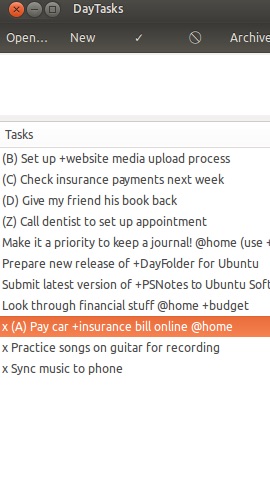 DayTasks
Open... New ✓ Archive
Tasks
(B) Set up +website media upload process
(C) Check insurance payments next week
(D) Give my friend his book back
(Z) Call dentist to set up appointment
Make it a priority to keep a journal! @home (use +
Prepare new release of +DayFolder for Ubuntu
Submit latest version of +PSNotes to Ubuntu Soft
Look through financial stuff @home +budget
x (A) Pay car +insurance bill online @home
x Practice songs on guitar for recording
x Sync music to phone